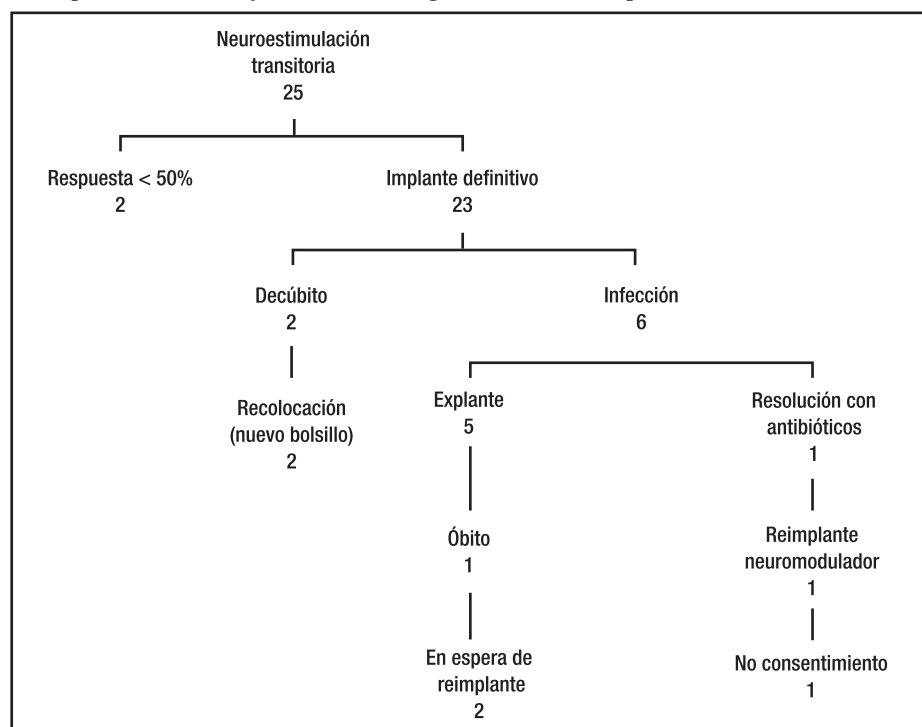 Neuroestimulación
transitoria
25
Respuesta < 50%
2
Implante definitivo
23
Decúbito
2
Infección
6
Recolocación
(nuevo bolsillo)
2
Explante
5
Resolución con
antibióticos
1
Óbito
1
Reimplante
neuromodulador
1
En espera de
reimplante
2
No consentimiento
1